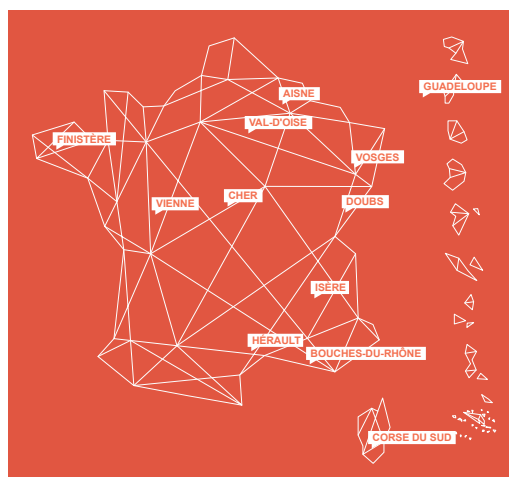 GUADELOUPE
AISNE
VAL-D'OISE
FINISTÈRE
VOSGES
CHER
DOUBS
VIENNE
ISÈRE
HÉRAULT
BOUCHES-DU-RHÔNE
CORSE DU SUD